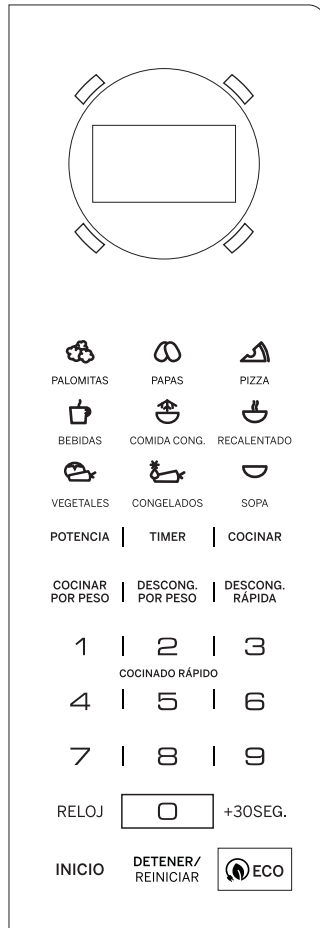 PALOMITAS PAPAS PIZZA
BEBIDAS COMIDA CONG. RECALENTADO
VEGETALES CONGELADOS SOPA
POTENCIA TIMER COCINAR
COCINAR DESCONG. DESCONG.
POR PESO POR PESO RÁPIDA
1 2 3
COCINADO RÁPIDO
4 5 6
7 8 9
RELOJ 0 +30SEG.
INICIO DETENER/ ECO
REINICIAR